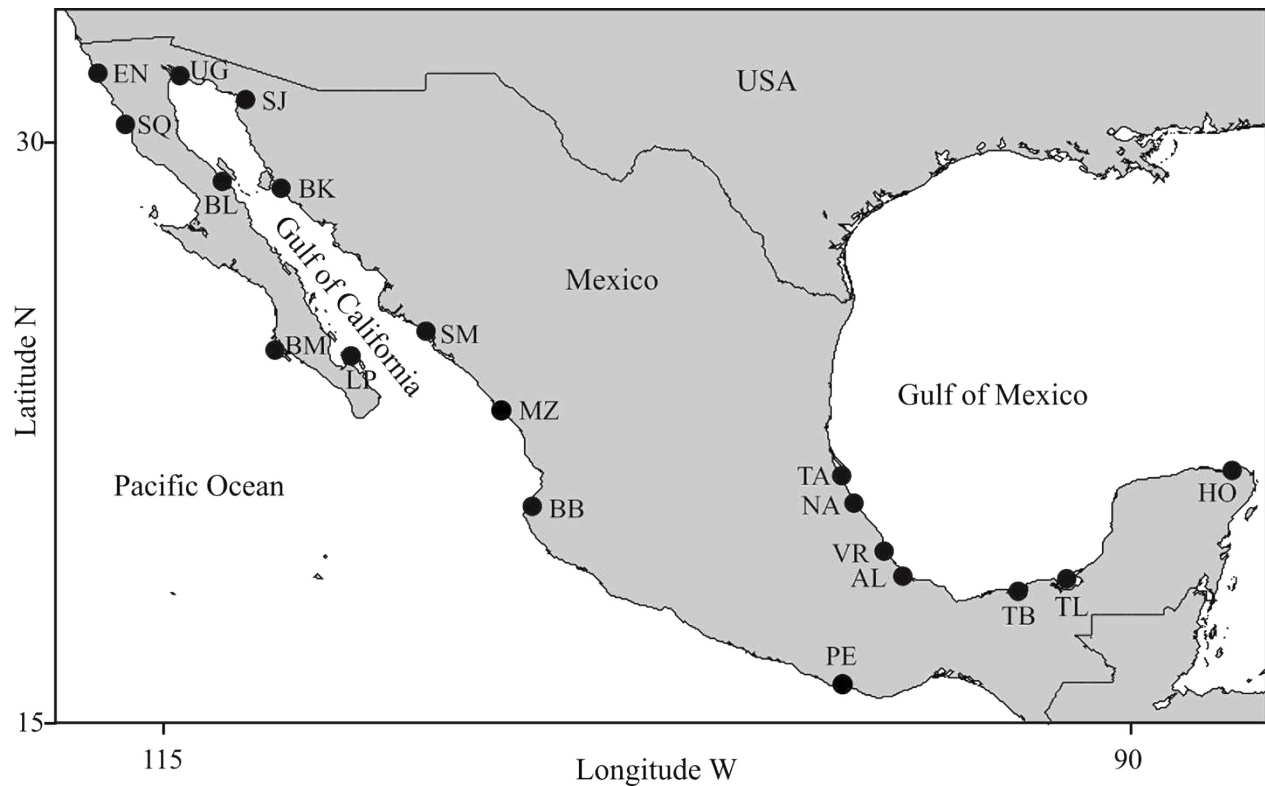 EN
UG
USA
SJ
SQ
30
BK
BL
Gulf of California
Mexico
SM
BM
LP
Latitude N
Gulf of Mexico
MZ
TA
Pacific Ocean
HO
NA
BB
VR
AL
TB
TL
PE
15
115
90
Longitude W